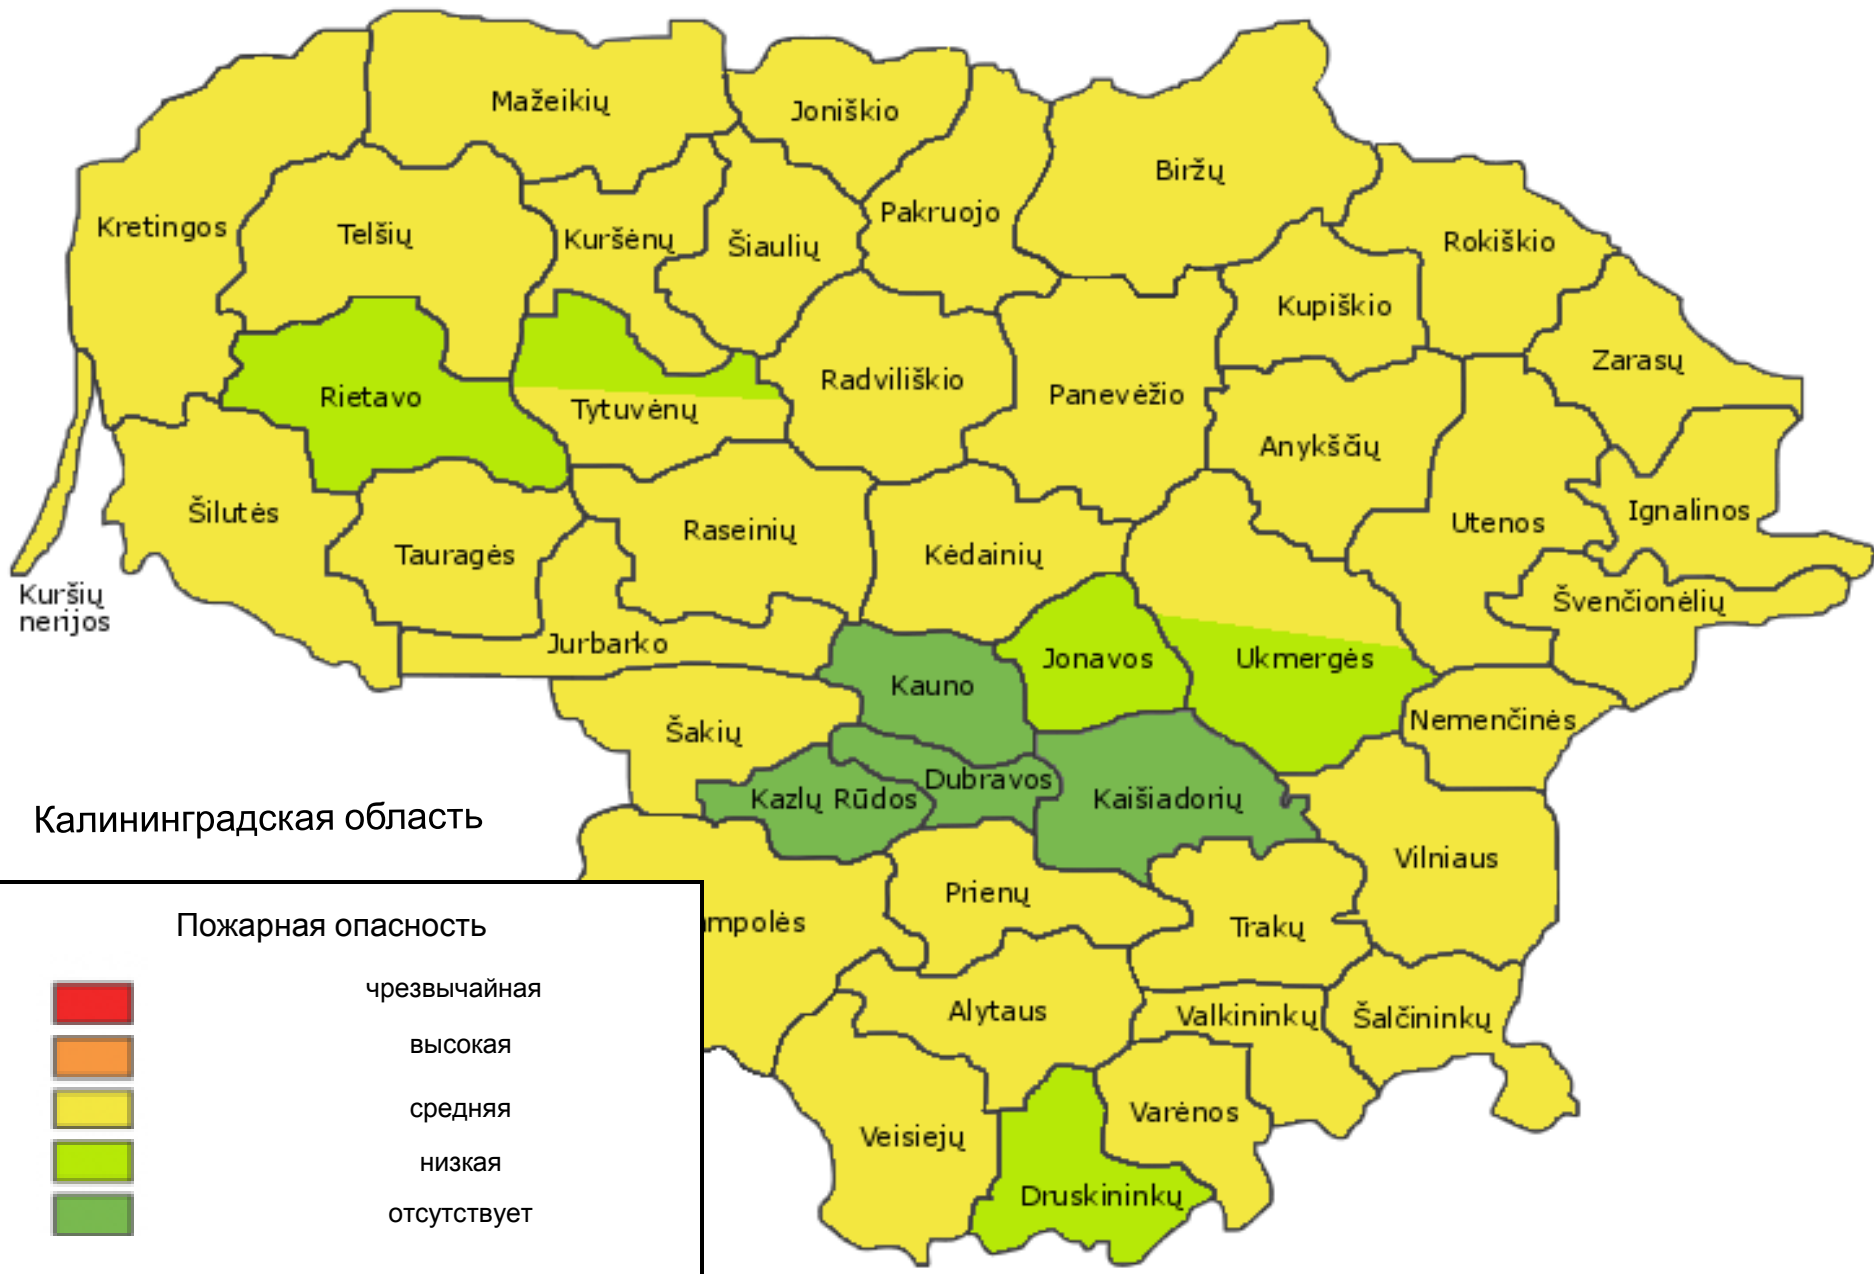 Mažeikių
Joniškio
Biržų
Kretingos
Telšių
Kuršėnų
Šiaulių
Pakruojo
Rokiškio
Kupiškio
Zarasų
Rietavo
Tytuvėnų
Radviliškio
Panevėžio
Anykščių
Šilutės
Tauragės
Raseinių
Kėdainių
Utenos
Ignalinos
Kuršių
nerijos
Švenčionėlių
Jurbarko
Jonavos
Ukmergės
Kauno
Nemenčinės
Šakių
Dubravos
Kazlų Rūdos
Kaišiadorių
Калининградская область
Vilniaus
Prienų
Trakų
mpolės
Alytaus
Valkininkų
Šalčininkų
Varėnos
Veisiejų
Druskininkų
Пожарная опасность
чрезвычайная
высокая
средняя
низкая
отсутствует